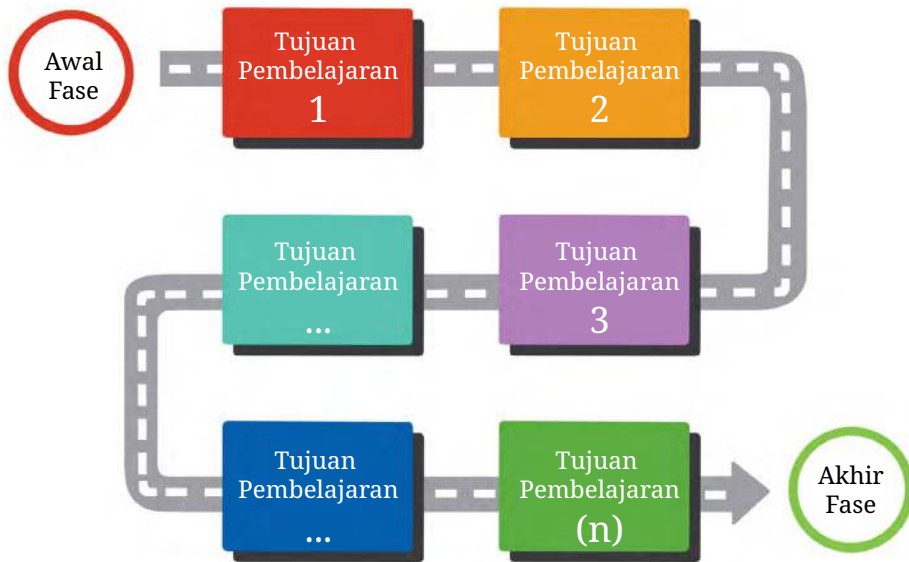 Awal
Fase
Tujuan
Pembelajaran
1
Tujuan
Pembelajaran
2
Tujuan
Pembelajaran
3
Tujuan
Pembelajaran
...
Tujuan
Pembelajaran
...
Tujuan
Pembelajaran
(n)
Akhir
Fase